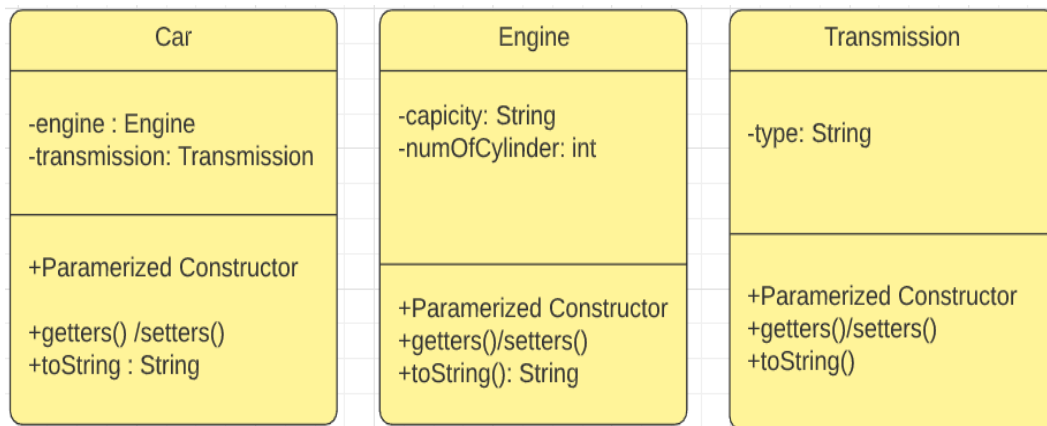 Car
-engine : Engine
-transmission: Transmission
+Paramerized Constructor
+getters() /setters()
+toString : String
Engine
-capicity: String
-numOfCylinder: int
+Paramerized Constructor
+getters()/setters()
+toString(): String
Transmission
-type: String
+Paramerized Constructor
+getters()/setters()
+toString()